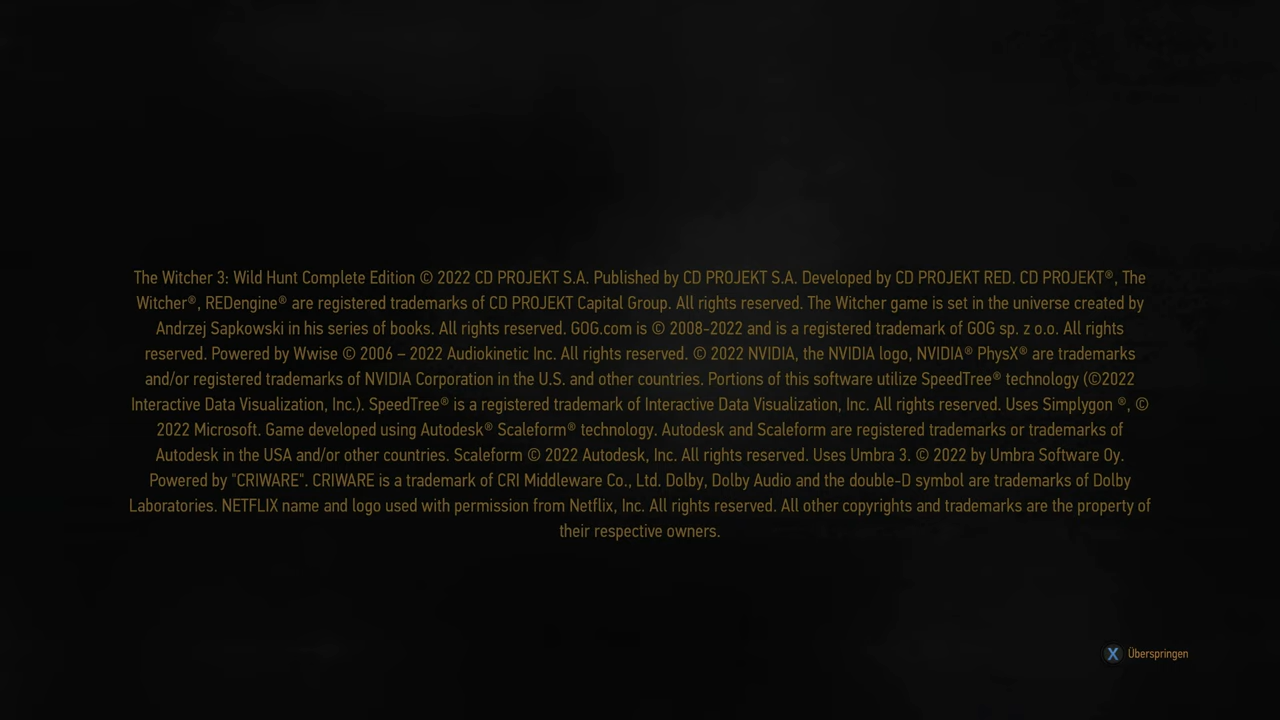 The Witcher 3: Wild Hunt Complete Edition © 2022 CD PROJEKT S.A. Published by CD PROJEKT S.A. Developed by CD PROJEKT RED. CD PROJEKT®, The
Witcher®, REDengine® are registered trademarks of CD PROJEKT Capital Group. All rights reserved. The Witcher game is set in the universe created by
Andrzej Sapkowski in his series of books. All rights reserved. GOG.com is © 2008-2022 and is a registered trademark of GOG sp. z o.o. All rights
reserved. Powered by Wwise © 2006 – 2022 Audiokinetic Inc. All rights reserved. © 2022 NVIDIA, the NVIDIA logo, NVIDIA® PhysX® are trademarks
and/or registered trademarks of NVIDIA Corporation in the U.S. and other countries. Portions of this software utilize SpeedTree® technology (©2022
Interactive Data Visualization, Inc.). SpeedTree® is a registered trademark of Interactive Data Visualization, Inc. All rights reserved. Uses Simplygon ®, ©
2022 Microsoft. Game developed using Autodesk® Scaleform® technology. Autodesk and Scaleform are registered trademarks or trademarks of
Autodesk in the USA and/or other countries. Scaleform © 2022 Autodesk, Inc. All rights reserved. Uses Umbra 3. © 2022 by Umbra Software Oy.
Powered by "CRIWARE". CRIWARE is a trademark of CRI Middleware Co., Ltd. Dolby, Dolby Audio and the double-D symbol are trademarks of Dolby
Laboratories. NETFLIX name and logo used with permission from Netflix, Inc. All rights reserved. All other copyrights and trademarks are the property of
their respective owners.
X Überspringen